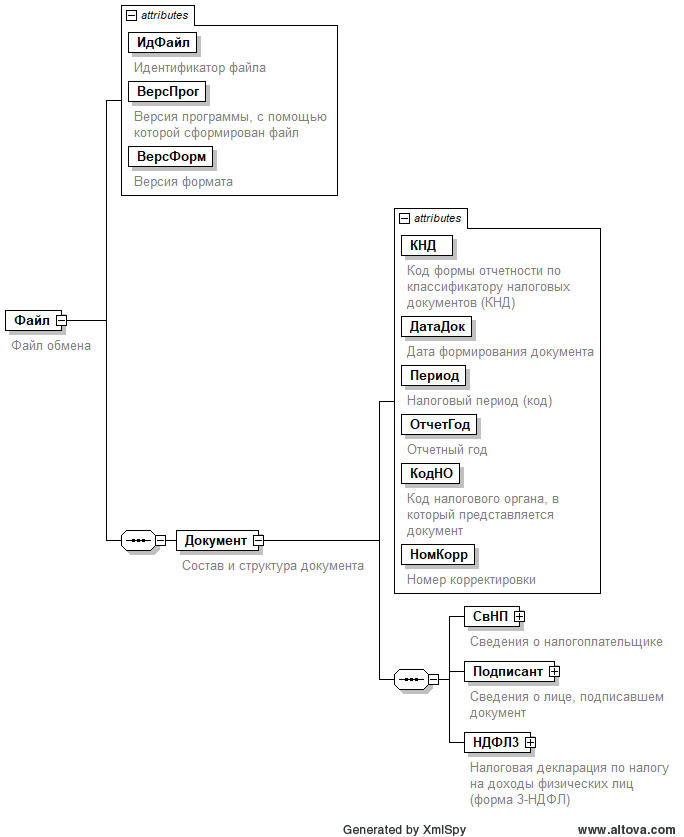 attributes
ИдФайл
Идентификатор файла
ВерсПрог
Версия программы, с помощью
которой сформирован файл
ВерсФорм
Версия формата
Файл
Файл обмена
Документ
Состав и структура документа
attributes
КНД
Код формы отчетности по
классификатору налоговых
документов (КНД)
ДатаДок
Дата формирования документа
Период
Налоговый период (код)
ОтчетГод
Отчетный год
КодНО
Код налогового органа, в
который представляется
документ
НомКорр
Номер корректировки
СвНП
Сведения о налогоплательщике
Подписант
Сведения о лице, подписавшем
документ
НДФЛ3
Налоговая декларация по налогу
на доходы физических лиц
(форма 3-НДФЛ)
Generated by XmlSpy www.altova.com